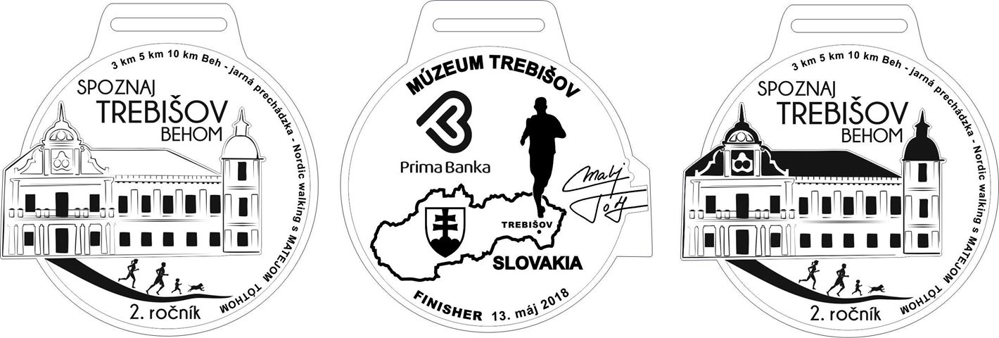 3 km 5 km 10 km Beh - jarná prechádzka - Nordic walking s MATEJOM TÓTHOM
SPOZNAJ
TREBIŠOV
BEHOM
2. ročník
MÚZEUM TREBIŠOV
Prima Banka
TREBIŠOV
SLOVAKIA
FINISHER 13. máj 2018
3 km 5 km 10 km Beh - jarná prechádzka - Nordic walking s MATEJOM TÓTHOM
SPOZNAJ
TREBIŠOV
BEHOM
2. ročník